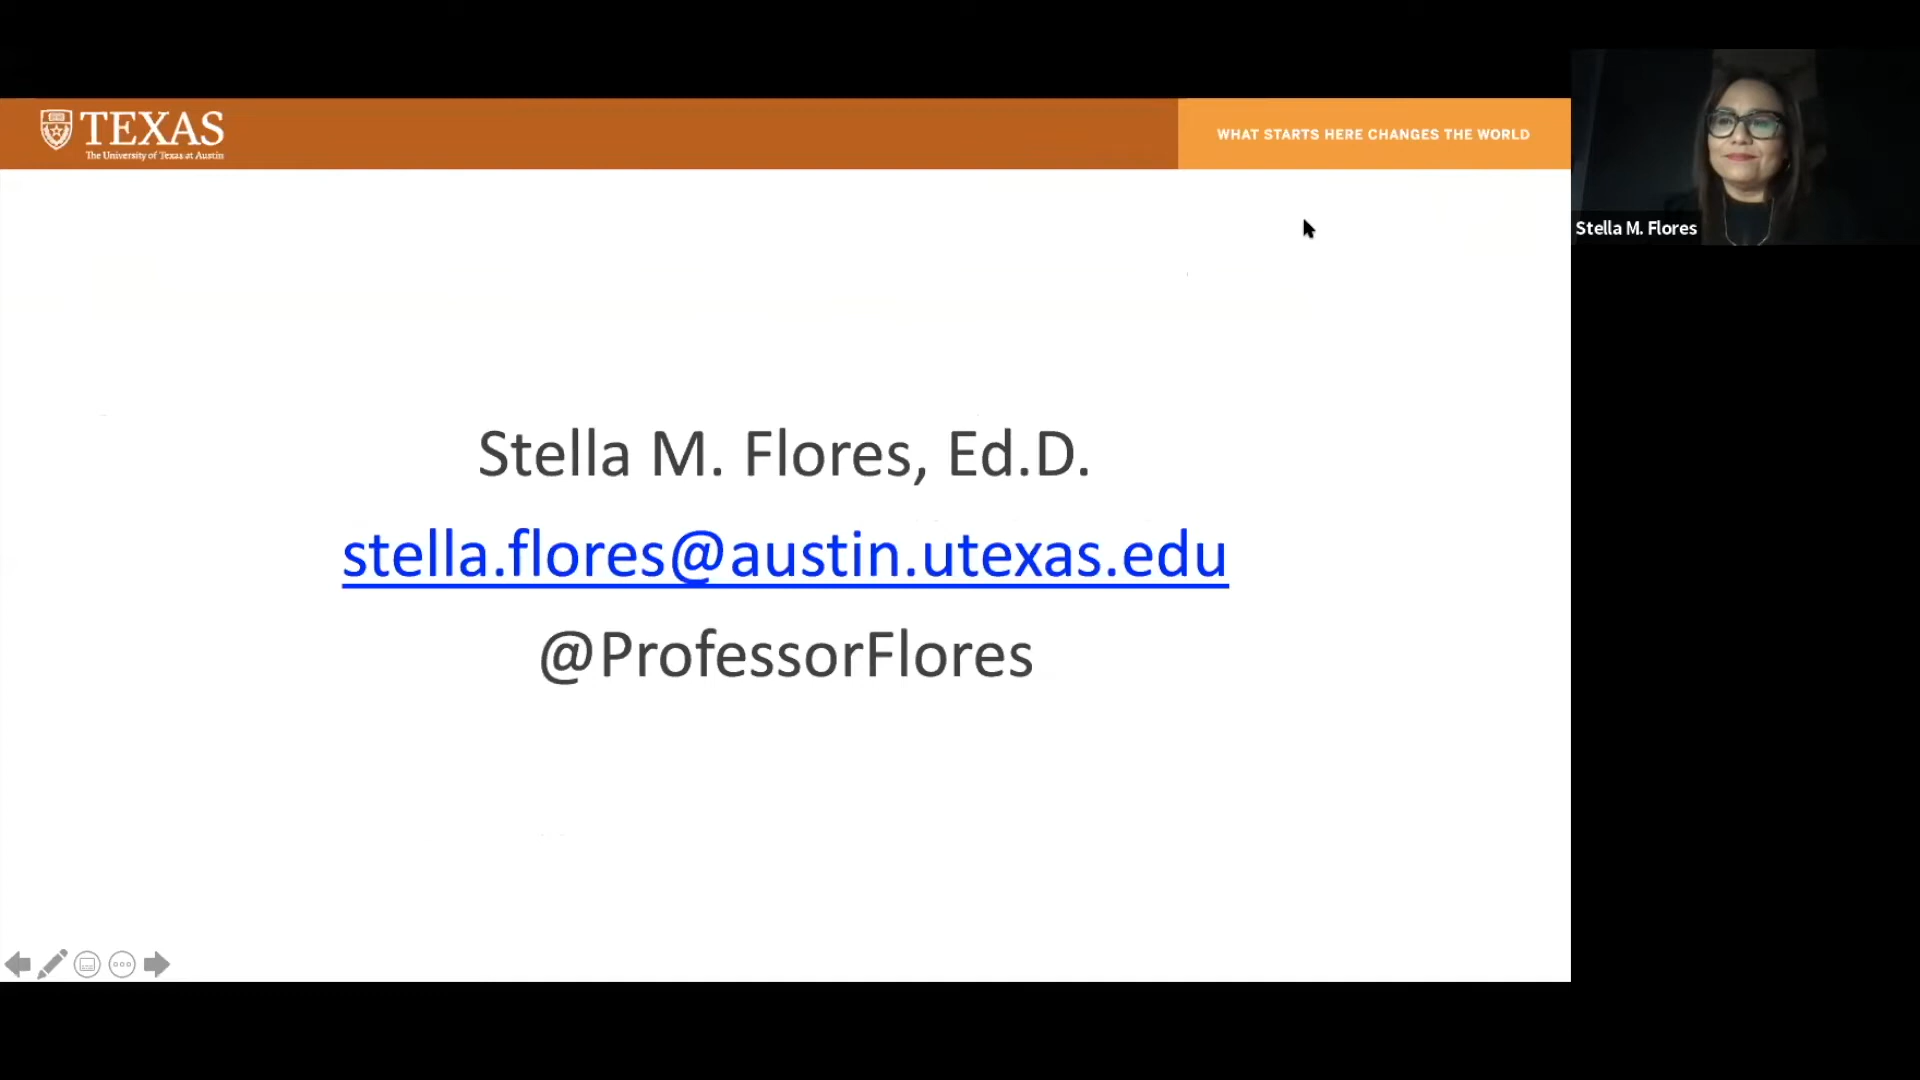 TEXAS
The University of Texas at Austin
WHAT STARTS HERE CHANGES THE WORLD
Stella M. Flores
Stella M. Flores, Ed.D.
stella.flores@austin.utexas.edu
@ProfessorFlores